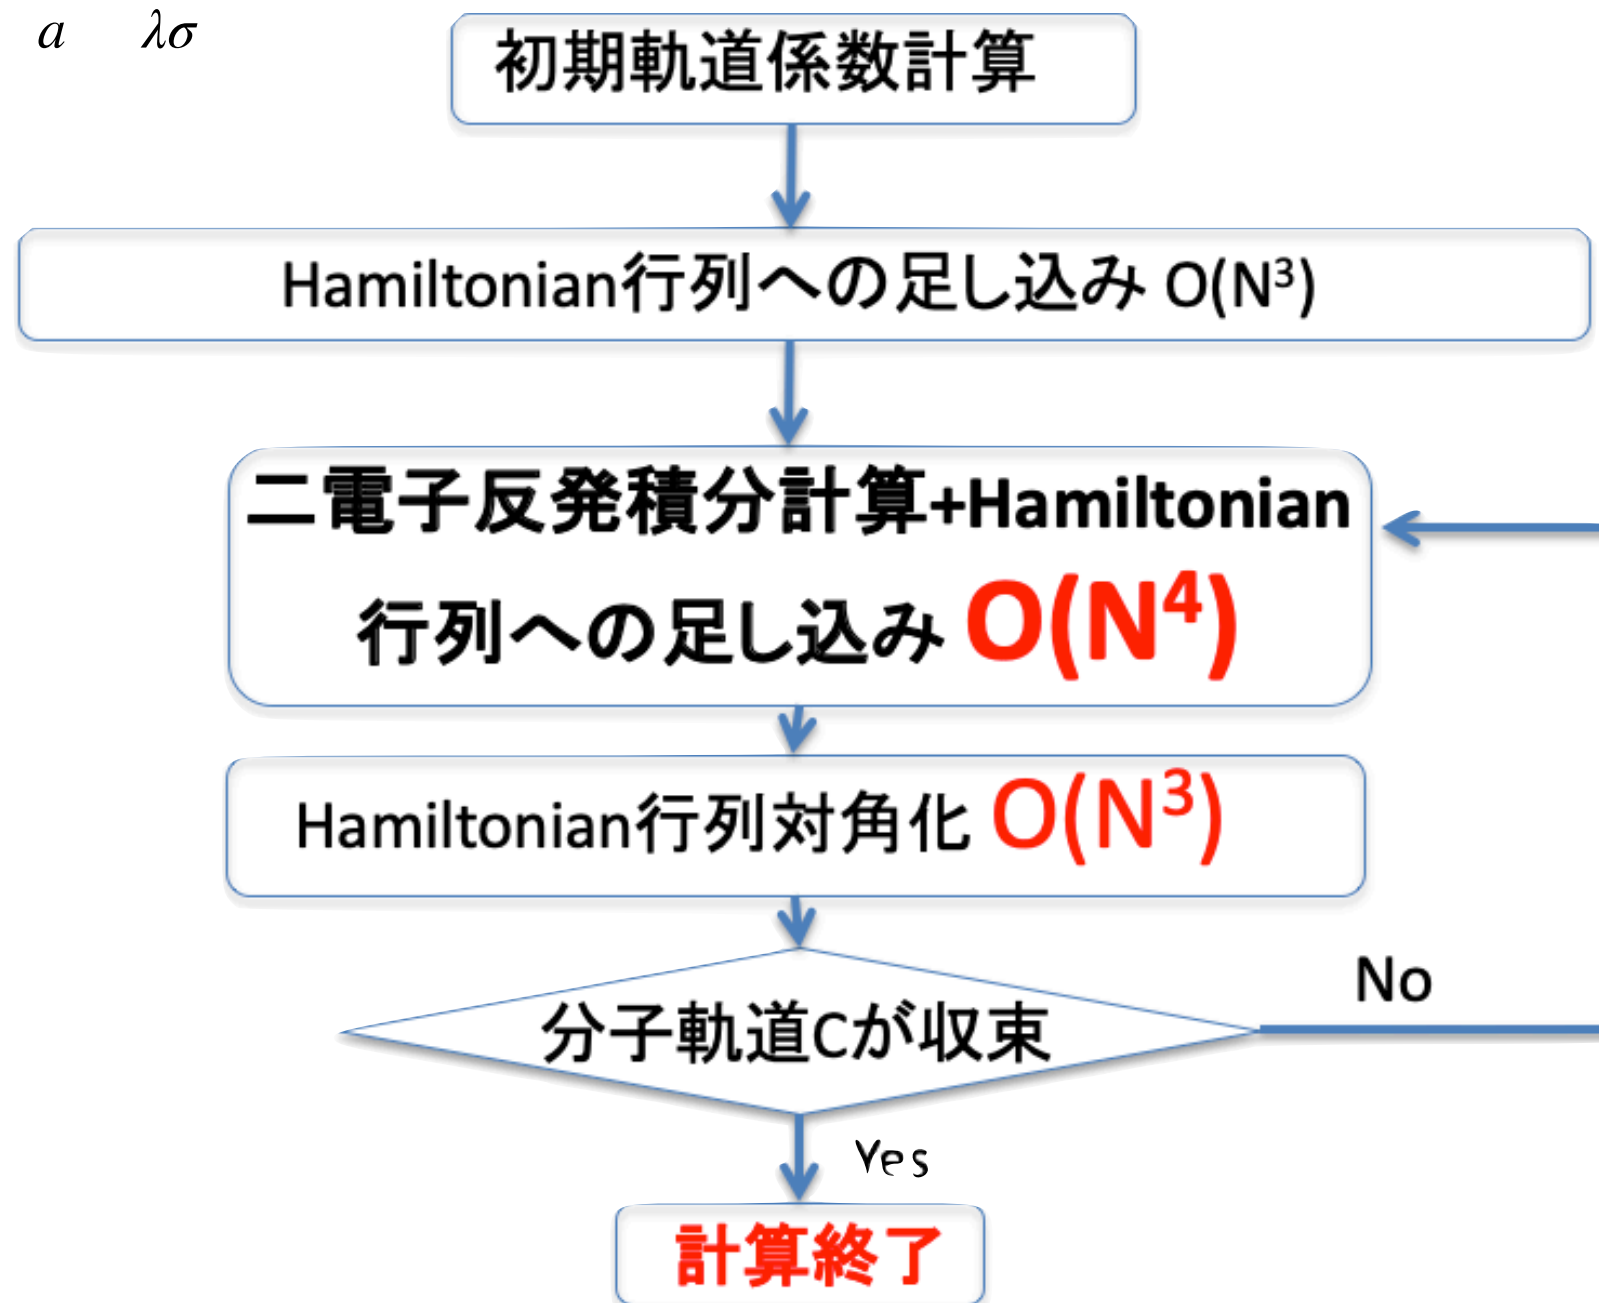 a λσ
初期軌道係数計算
Hamiltonian行列への足し込み O(N³)
二電子反発積分計算+Hamiltonian
行列への足し込み O(N⁴)
Hamiltonian行列対角化 O(N³)
分子軌道Cが収束
No
Yes
計算終了